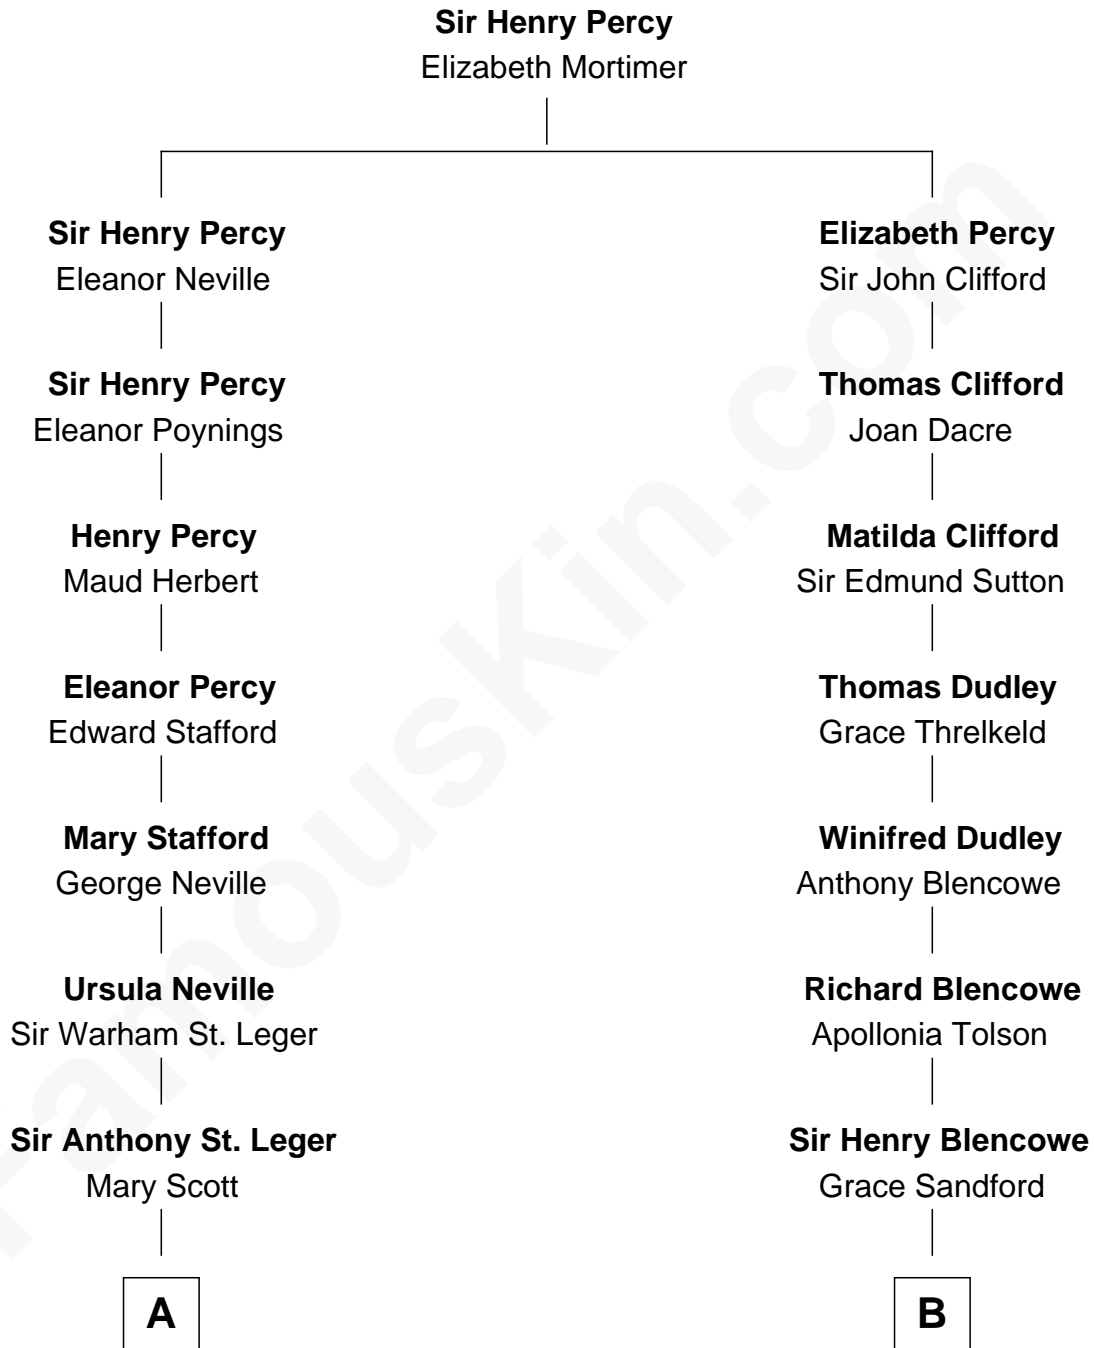 Sir Henry Percy
Elizabeth Mortimer
Sir Henry Percy
Eleanor Neville
Sir Henry Percy
Eleanor Poynings
Henry Percy
Maud Herbert
Eleanor Percy
Edward Stafford
Mary Stafford
George Neville
Ursula Neville
Sir Warham St. Leger
Sir Anthony St. Leger
Mary Scott
A
Elizabeth Percy
Sir John Clifford
Thomas Clifford
Joan Dacre
Matilda Clifford
Sir Edmund Sutton
Thomas Dudley
Grace Threlkeld
Winifred Dudley
Anthony Blencowe
Richard Blencowe
Apollonia Tolson
Sir Henry Blencowe
Grace Sandford
B
FamousKin.com